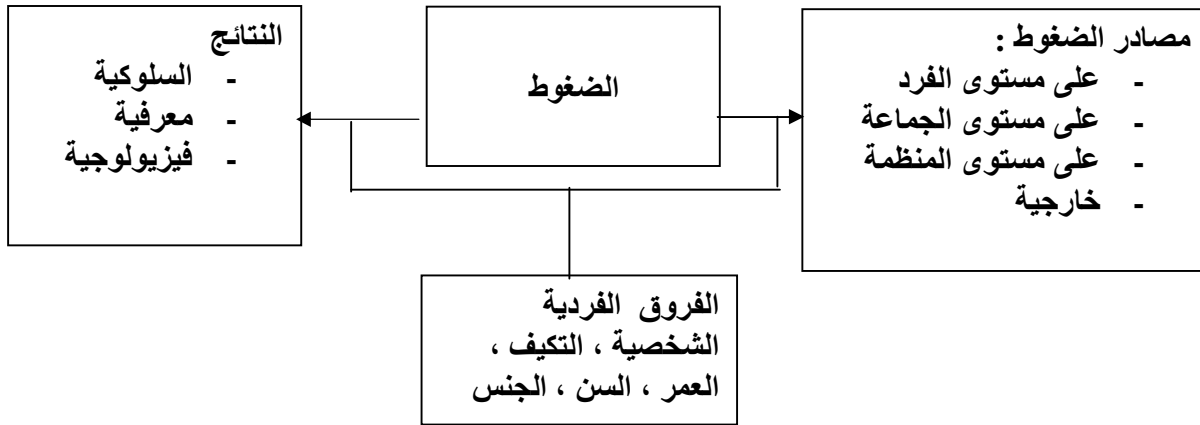 مصادر الضغوط :
- على مستوى الفرد
- على مستوى الجماعة
- على مستوى المنظمة
- خارجية
الضغوط
النتائج
- السلوكية
- معرفية
- فيزيولوجية
الفروق الفردية
الشخصية ، التكيف ،
العمر ، السن ، الجنس